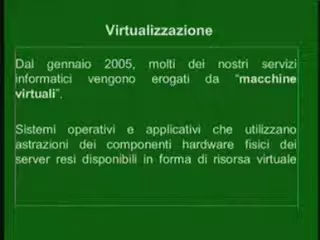 Virtualizzazione
Dal gennaio 2005, molti dei nostri servizi
informatici vengono erogati da "macchine
virtuali".
Sistemi operativi e applicativi che utilizzano
astrazioni dei componenti hardware fisici dei
server resi disponibili in forma di risorsa virtuale